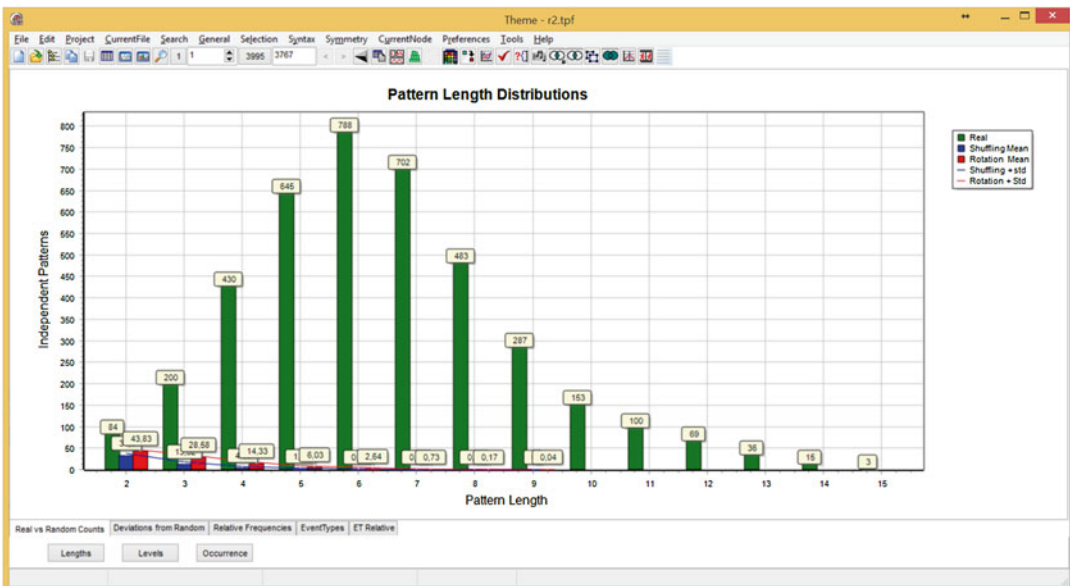 Theme - r2.tpf
File Edit Project CurrentFile Search General Selection Syntax Symmetry CurrentNode Preferences Tools Help
1 1 3995 3767
Pattern Length Distributions
Independent Patterns
800
750
700
650
600
550
500
450
400
350
300
250
200
150
100
50
0
84
43,83
200
28,68
430
14,33
646
6,03
788
2,64
702
0,73
483
0,17
287
0,04
153
100
69
36
15
3
2 3 4 5 6 7 8 9 10 11 12 13 14 15
Pattern Length
Real
Shuffling Mean
Rotation Mean
Shuffling + std
Rotation + Std
Real vs Random Counts Deviations from Random Relative Frequencies EventTypes ET Relative
Lengths Levels Occurrence